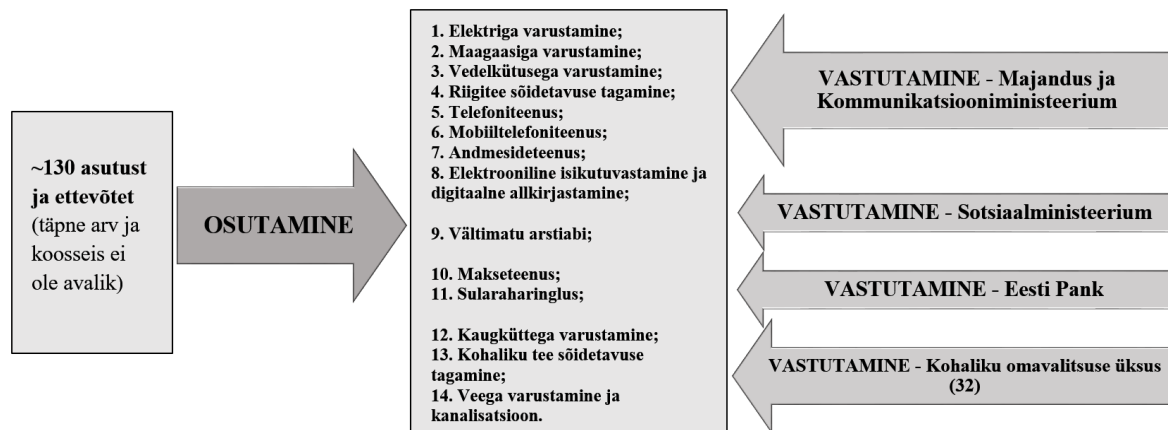 ~130 asutust
ja ettevõtet
(täpne arv ja
koosseis ei
ole avalik)
OSUTAMINE
1. Elektriga varustamine;
2. Maagaasiga varustamine;
3. Vedelkütusega varustamine;
4. Riigitee sõidetavuse tagamine;
5. Telefoniteenus;
6. Mobiiltelefoniteenus;
7. Andmesideteenus;
8. Elektrooniline isikutuvastamine ja
digitaalne allkirjastamine;
9. Vältimatu arstiabi;
10. Makseteenus;
11. Sularaharinglus;
12. Kaugküttega varustamine;
13. Kohaliku tee sõidetavuse
tagamine;
14. Veega varustamine ja
kanalisatsioon.
VASTUTAMINE - Majandus ja
Kommunikatsiooniministeerium
VASTUTAMINE - Sotsiaalministeerium
VASTUTAMINE - Eesti Pank
VASTUTAMINE - Kohaliku omavalitsuse üksus
(32)